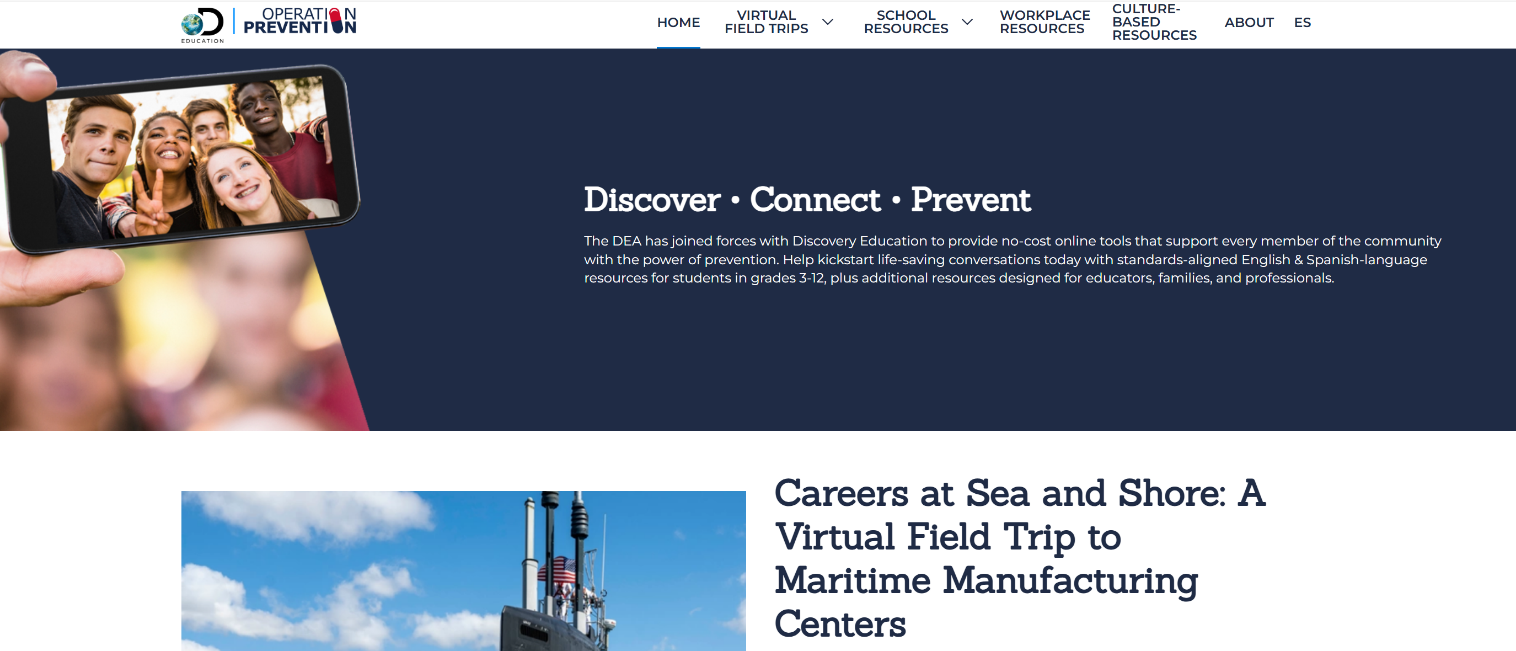 EDUCATION
OPERATION
PREVENTION
HOME
VIRTUAL
FIELD TRIPS
SCHOOL
RESOURCES
WORKPLACE
RESOURCES
CULTURE-
BASED
RESOURCES
ABOUT
ES
Discover • Connect • Prevent
The DEA has joined forces with Discovery Education to provide no-cost online tools that support every member of the community
with the power of prevention. Help kickstart life-saving conversations today with standards-aligned English & Spanish-language
resources for students in grades 3-12, plus additional resources designed for educators, families, and professionals.
Careers at Sea and Shore: A
Virtual Field Trip to
Maritime Manufacturing
Centers